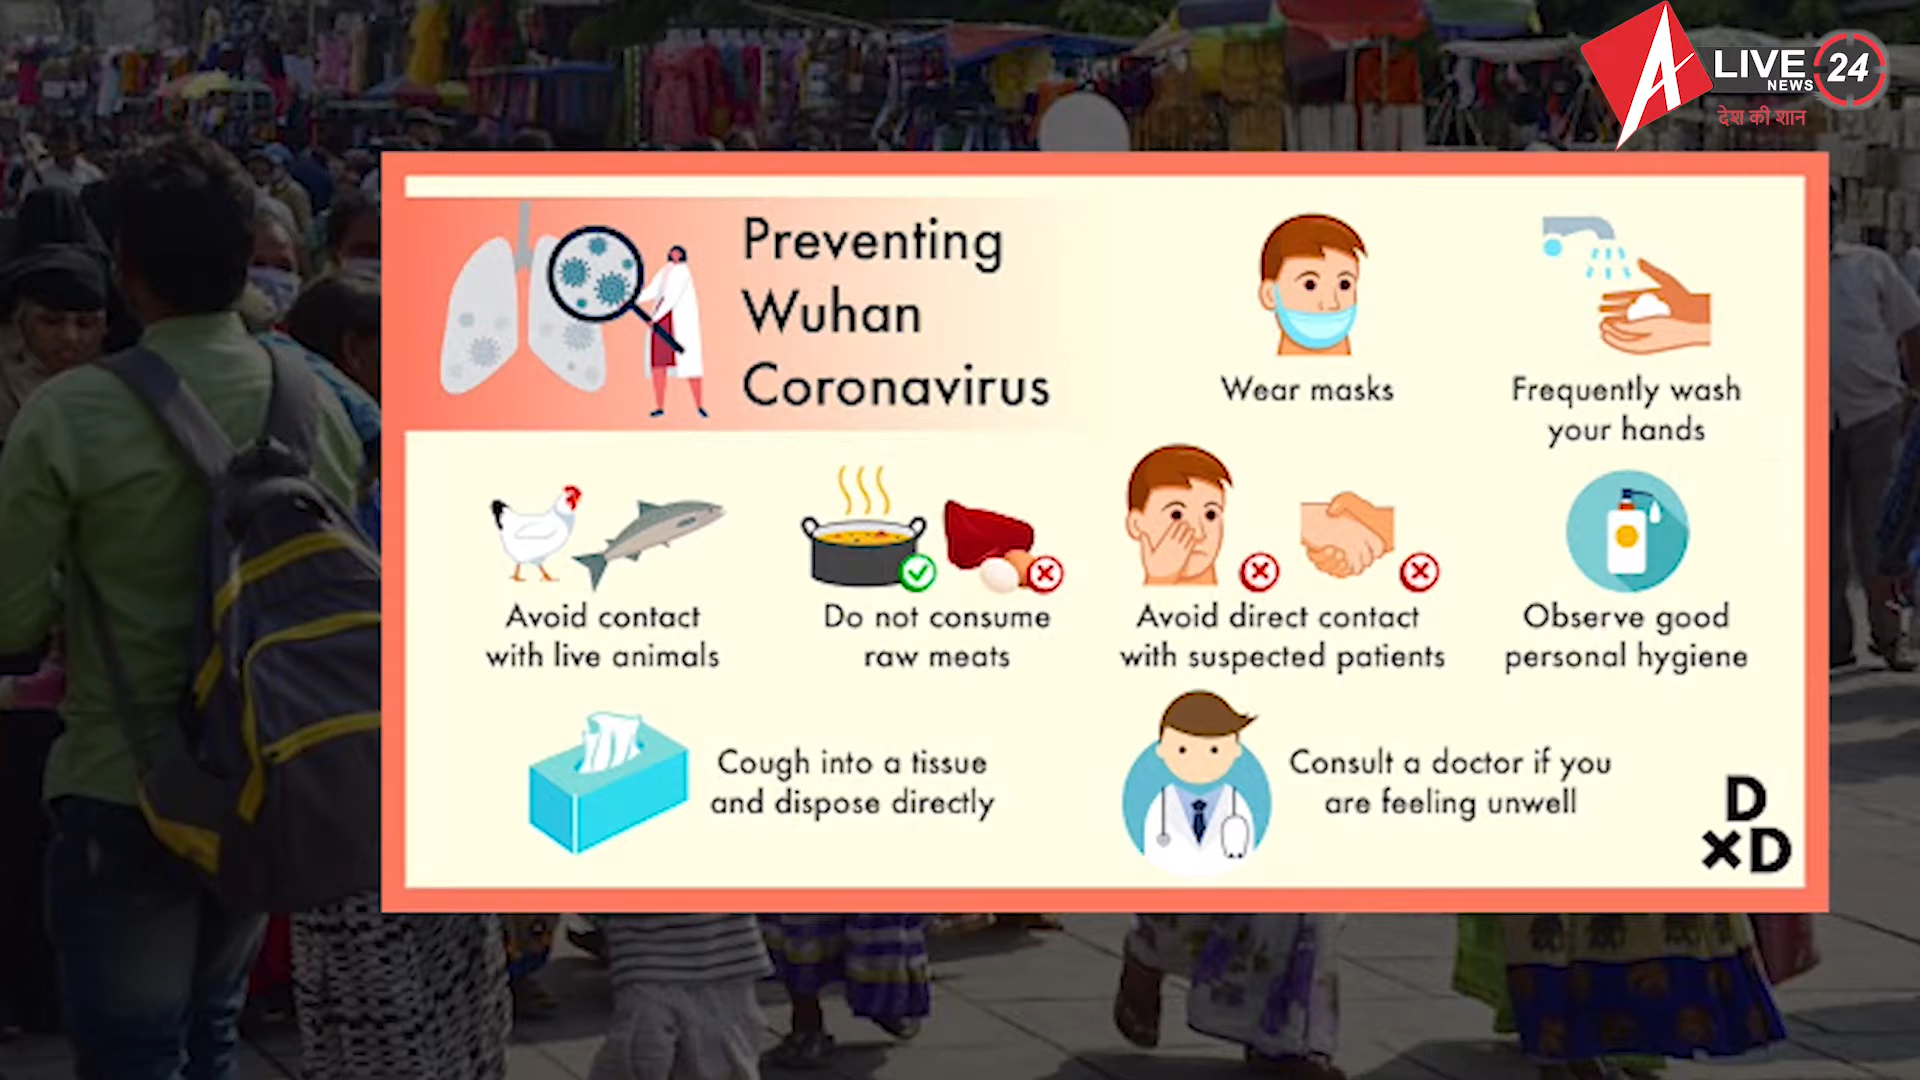 LIVE
NEWS
24
देश की शान
Preventing
Wuhan
Coronavirus
Wear masks
Frequently wash
your hands
Avoid contact
with live animals
Do not consume
raw meats
Avoid direct contact
with suspected patients
Observe good
personal hygiene
Cough into a tissue
and dispose directly
Consult a doctor if you
are feeling unwell
D
XD